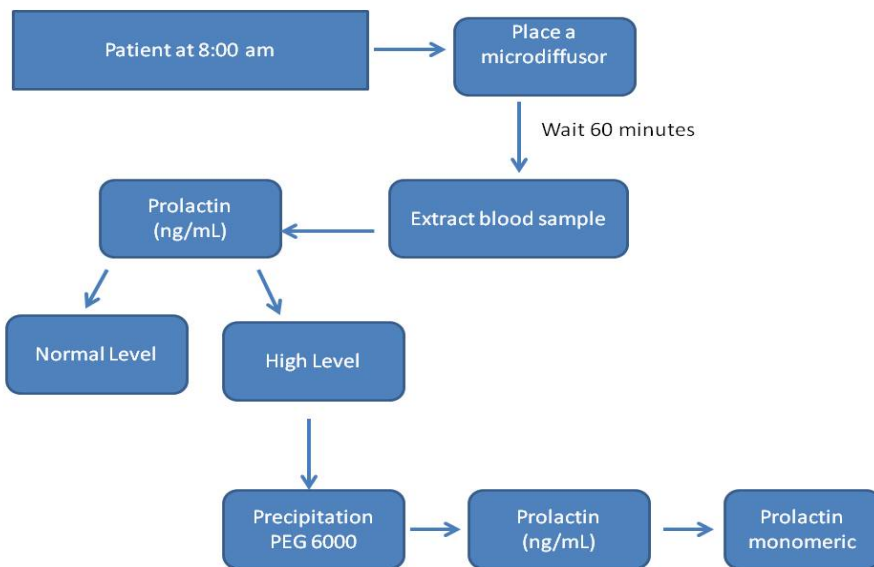 Patient at 8:00 am
Place a
microdiffusor
Wait 60 minutes
Extract blood sample
Prolactin
(ng/mL)
Normal Level
High Level
Precipitation
PEG 6000
Prolactin
(ng/mL)
Prolactin
monomeric